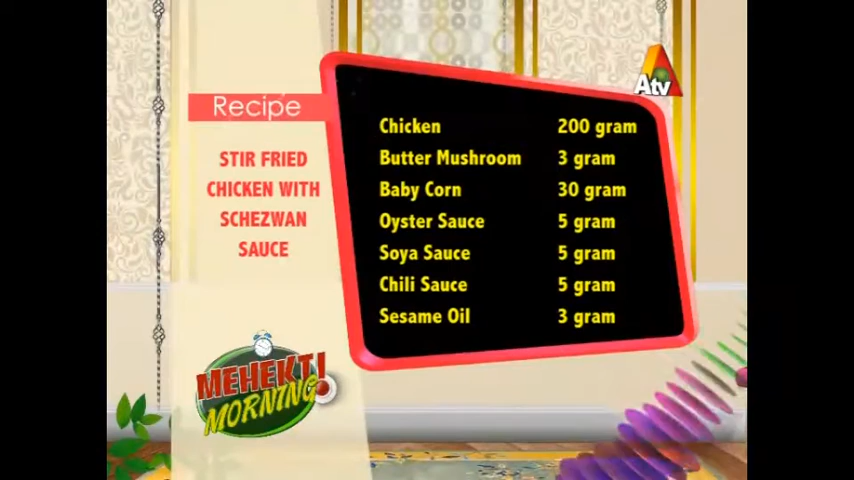 Atv
Recipe
STIR FRIED
CHICKEN WITH
SCHEZWAN
SAUCE
Chicken 200 gram
Butter Mushroom 3 gram
Baby Corn 30 gram
Oyster Sauce 5 gram
Soya Sauce 5 gram
Chili Sauce 5 gram
Sesame Oil 3 gram
MEHEKTI
MORNING!